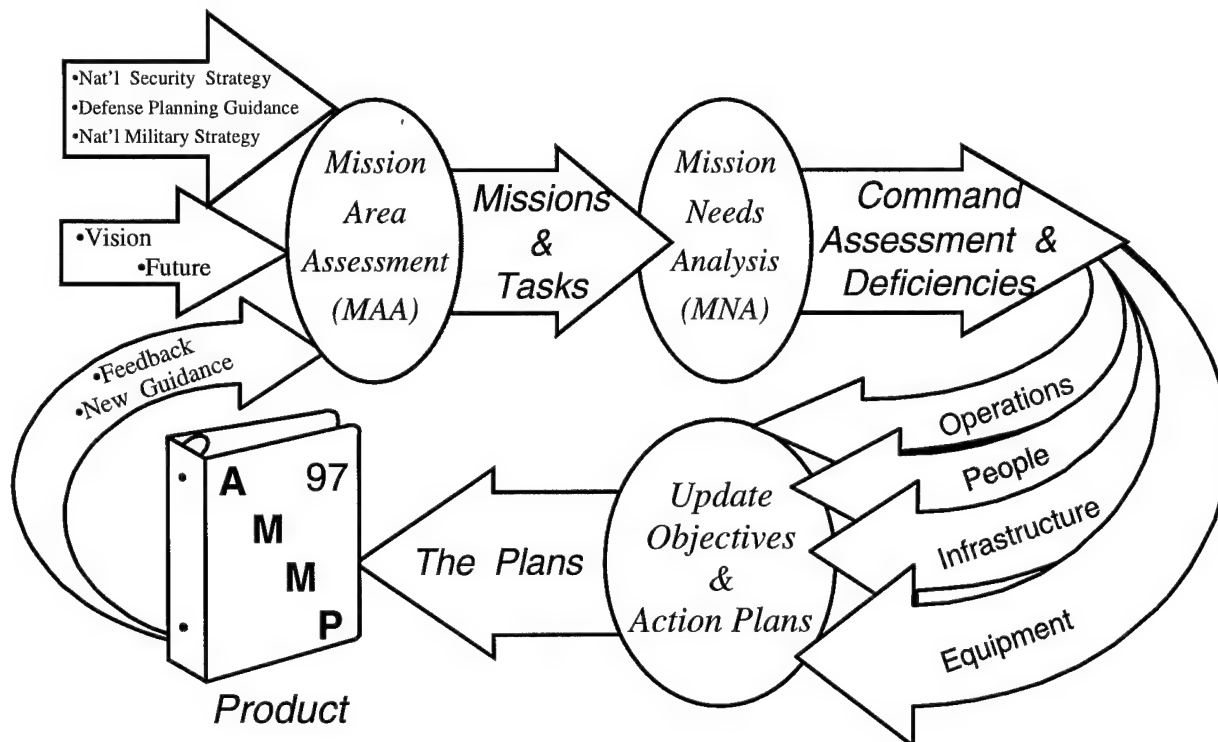 •Nat'l Security Strategy
•Defense Planning Guidance
•Nat'l Military Strategy
•Vision
•Future
Mission
Area
Assessment
(MAA)
Missions
&
Tasks
Mission
Needs
Analysis
(MNA)
Command
Assessment &
Deficiencies
Operations
People
Infrastructure
Equipment
Update
Objectives
&
Action Plans
The Plans
•Feedback
•New Guidance
A 97
M
M
P
Product